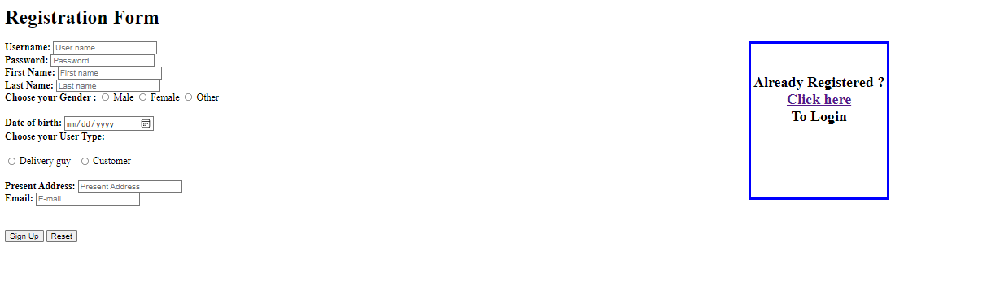 Registration Form
Username: User name
Password: Password
First Name: First name
Last Name: Last name
Choose your Gender : Male Female Other
Date of birth: mm/dd/yyyy
Choose your User Type:
Delivery guy Customer
Present Address: Present Address
Email: E-mail
Sign Up Reset
Already Registered ?
Click here
To Login